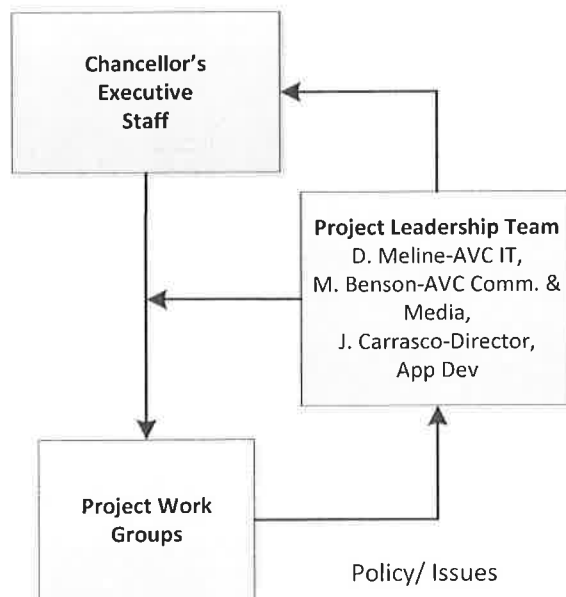 Chancellor's
Executive
Staff
Project Leadership Team
D. Meline-AVC IT,
M. Benson-AVC Comm. &
Media,
J. Carrasco-Director,
App Dev
Project Work
Groups
Policy/ Issues